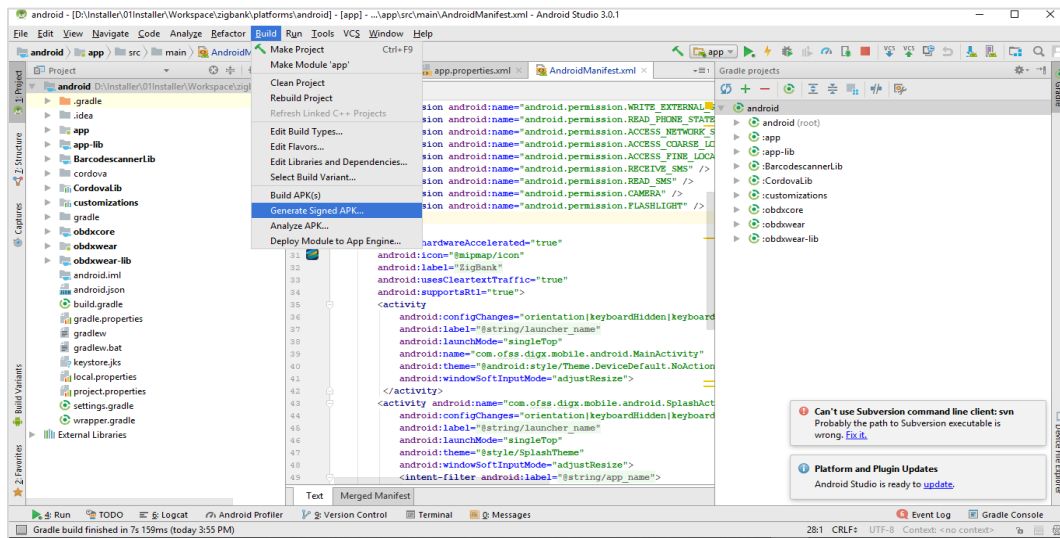 android - [D:\Installer\01Installer\Workspace\zigbank\platforms\android] - [app] - ...\app\src\main\AndroidManifest.xml - Android Studio 3.0.1
File Edit View Navigate Code Analyze Refactor Build Run Tools VCS Window Help
android app src main AndroidM
app
Make Project Ctrl+F9
Make Module 'app'
Clean Project
Rebuild Project
Refresh Linked C++ Projects
Edit Build Types...
Edit Flavors...
Edit Libraries and Dependencies...
Select Build Variant...
Build APK(s)
Generate Signed APK...
Analyze APK...
Deploy Module to App Engine...
1: Project
7: Structure
Captures
Build Variants
2: Favorites
Project
android D:\Installer\01Installer\Workspace\zigl
.gradle
.idea
app
app-lib
BarcodescannerLib
cordova
CordovaLib
customizations
gradle
obdxcore
obdxwear
obdxwear-lib
android.iml
android.json
build.gradle
gradle.properties
gradlew
gradlew.bat
keystore.jks
local.properties
project.properties
settings.gradle
wrapper.gradle
External Libraries
app.properties.xml AndroidManifest.xml
sion android:name="android.permission.WRITE_EXTERNAL_S
sion android:name="android.permission.READ_PHONE_STATE
sion android:name="android.permission.ACCESS_NETWORK_S
sion android:name="android.permission.ACCESS_COARSE_LO
sion android:name="android.permission.ACCESS_FINE_LOCA
sion android:name="android.permission.RECEIVE_SMS" />
sion android:name="android.permission.READ_SMS" />
sion android:name="android.permission.CAMERA" />
sion android:name="android.permission.FLASHLIGHT" />
hardwareAccelerated="true"
31 android:icon="@mipmap/icon"
32 android:label="ZigBank"
33 android:usesCleartextTraffic="true"
34 android:supportsRtl="true">
35 <activity
36 android:configChanges="orientation|keyboardHidden|keyboard
37 android:label="@string/launcher_name"
38 android:launchMode="singleTop"
39 android:name="com.ofss.digx.mobile.android.MainActivity"
40 android:theme="@android:style/Theme.DeviceDefault.NoAction
41 android:windowSoftInputMode="adjustResize">
42 </activity>
43 <activity android:name="com.ofss.digx.mobile.android.SplashAct
44 android:configChanges="orientation|keyboardHidden|keyboard
45 android:label="@string/launcher_name"
46 android:launchMode="singleTop"
47 android:theme="@style/SplashTheme"
48 android:windowSoftInputMode="adjustResize">
49 <intent-filter android:label="@string/app_name">
Text Merged Manifest
Gradle projects
android
android (root)
:app
:app-lib
:BarcodescannerLib
:CordovaLib
:customizations
:obdxcore
:obdxwear
:obdxwear-lib
Gradle
Device File Explorer
Can't use Subversion command line client: svn
Probably the path to Subversion executable is
wrong. Fix it.
Platform and Plugin Updates
Android Studio is ready to update.
4: Run TODO 6: Logcat Android Profiler 9: Version Control Terminal 0: Messages Event Log Gradle Console
Gradle build finished in 7s 159ms (today 3:55 PM) 28:1 CRLF UTF-8 Context: <no context>